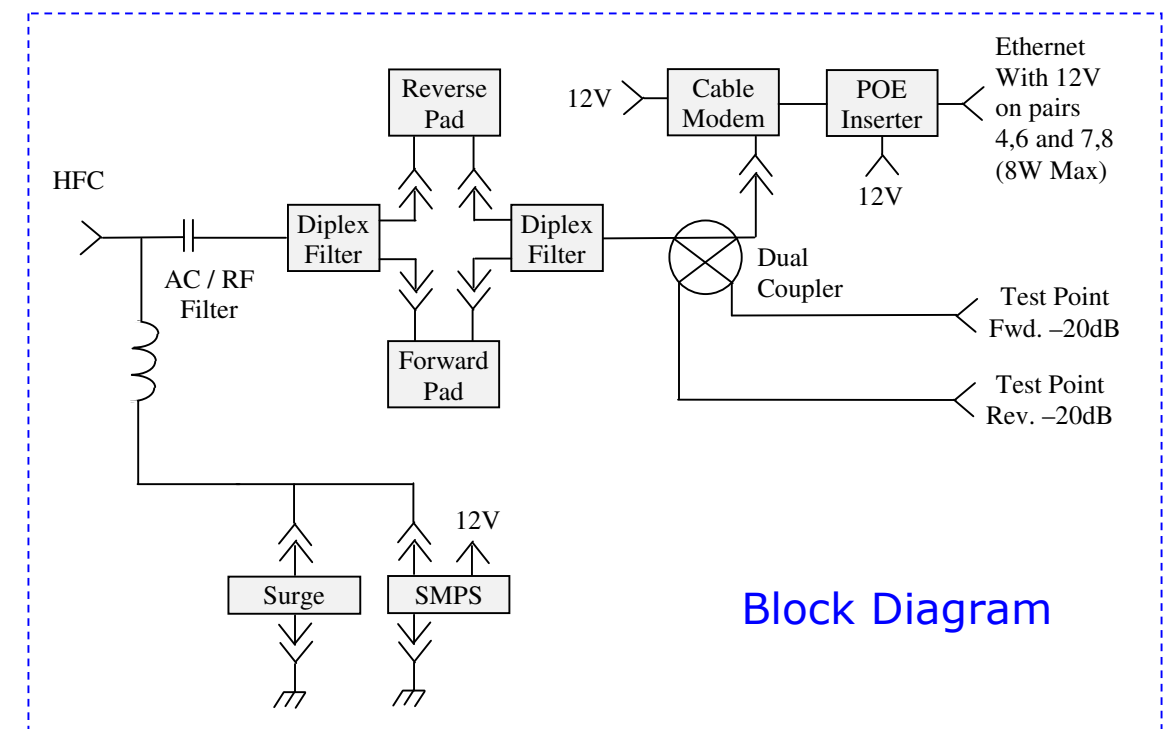 Ethernet
With 12V
on pairs
4,6 and 7,8
(8W Max)
Reverse
Pad
12V
Cable
Modem
POE
Inserter
12V
HFC
Diplex
Filter
Diplex
Filter
AC / RF
Filter
Dual
Coupler
Test Point
Fwd. –20dB
Forward
Pad
Test Point
Rev. –20dB
12V
Surge
SMPS
Block Diagram